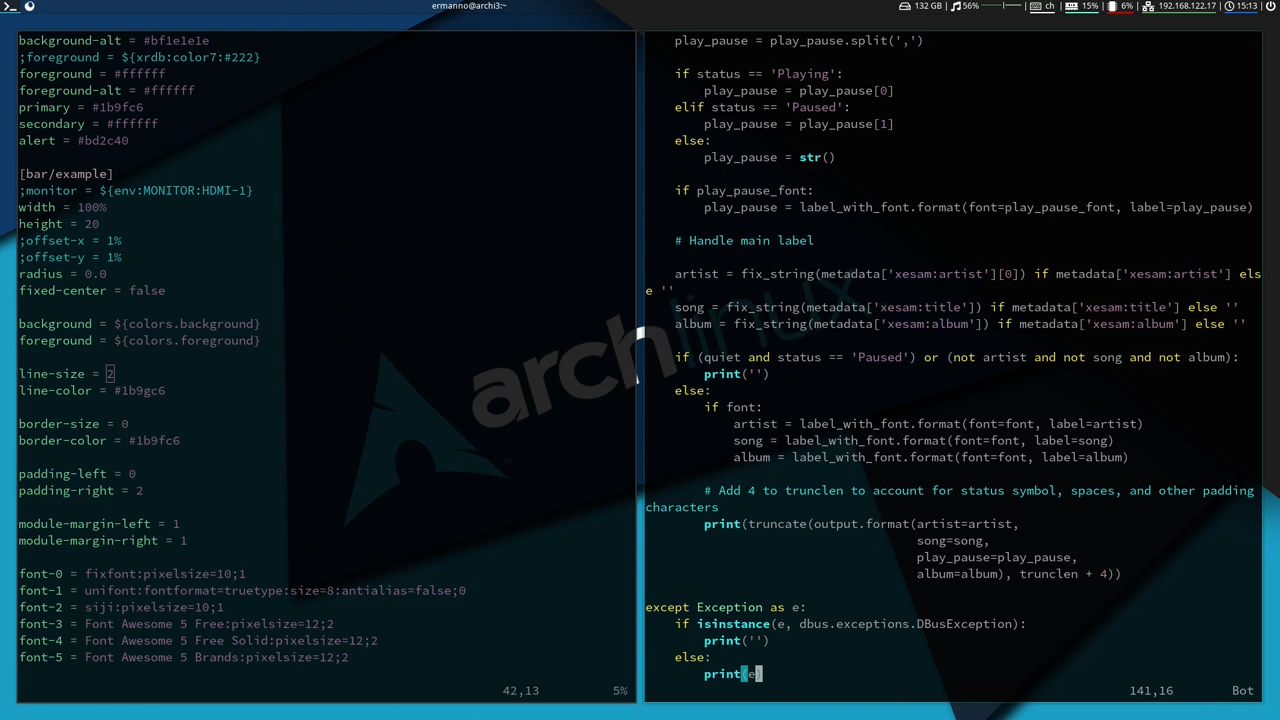 ermanno@archi3:~
132 GB 56% ch 15% 6% 192.168.122.17 15:13
background-alt = #bf1e1e1e
;foreground = ${xrdb:color7:#222}
foreground = #ffffff
foreground-alt = #ffffff
primary = #1b9fc6
secondary = #ffffff
alert = #bd2c40
[bar/example]
;monitor = ${env:MONITOR:HDMI-1}
width = 100%
height = 20
;offset-x = 1%
;offset-y = 1%
radius = 0.0
fixed-center = false
background = ${colors.background}
foreground = ${colors.foreground}
line-size = 2
line-color = #1b9gc6
border-size = 0
border-color = #1b9fc6
padding-left = 0
padding-right = 2
module-margin-left = 1
module-margin-right = 1
font-0 = fixfont:pixelsize=10;1
font-1 = unifont:fontformat=truetype:size=8:antialias=false;0
font-2 = siji:pixelsize=10;1
font-3 = Font Awesome 5 Free:pixelsize=12;2
font-4 = Font Awesome 5 Free Solid:pixelsize=12;2
font-5 = Font Awesome 5 Brands:pixelsize=12;2
42,13 5%
play_pause = play_pause.split(',')
if status == 'Playing':
play_pause = play_pause[0]
elif status == 'Paused':
play_pause = play_pause[1]
else:
play_pause = str()
if play_pause_font:
play_pause = label_with_font.format(font=play_pause_font, label=play_pause)
# Handle main label
artist = fix_string(metadata['xesam:artist'][0]) if metadata['xesam:artist'] els
e ''
song = fix_string(metadata['xesam:title']) if metadata['xesam:title'] else ''
album = fix_string(metadata['xesam:album']) if metadata['xesam:album'] else ''
if (quiet and status == 'Paused') or (not artist and not song and not album):
print('')
else:
if font:
artist = label_with_font.format(font=font, label=artist)
song = label_with_font.format(font=font, label=song)
album = label_with_font.format(font=font, label=album)
# Add 4 to trunclen to account for status symbol, spaces, and other padding
characters
print(truncate(output.format(artist=artist,
song=song,
play_pause=play_pause,
album=album), trunclen + 4))
except Exception as e:
if isinstance(e, dbus.exceptions.DBusException):
print('')
else:
print(e)
141,16 Bot
archlinux